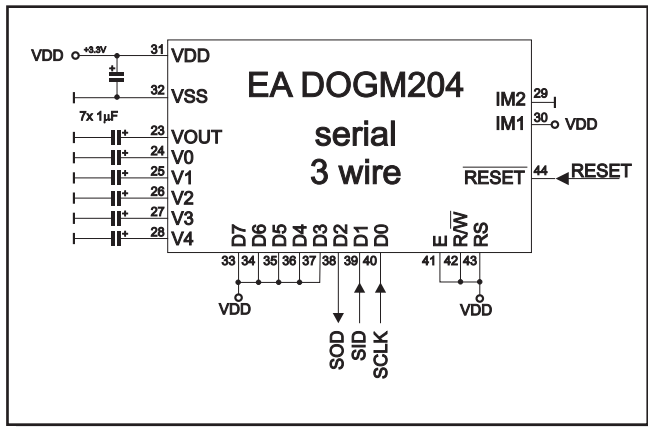 VDD +3.3V 31 VDD
32 VSS
7x 1µF
23 VOUT
24 V0
25 V1
26 V2
27 V3
28 V4
EA DOGM204
serial
3 wire
IM2 29
IM1 30 VDD
RESET 44 RESET
D7 D6 D5 D4 D3 D2 D1 D0 E R/W RS
33 34 35 36 37 38 39 40 41 42 43
VDD
SOD SID SCLK
VDD